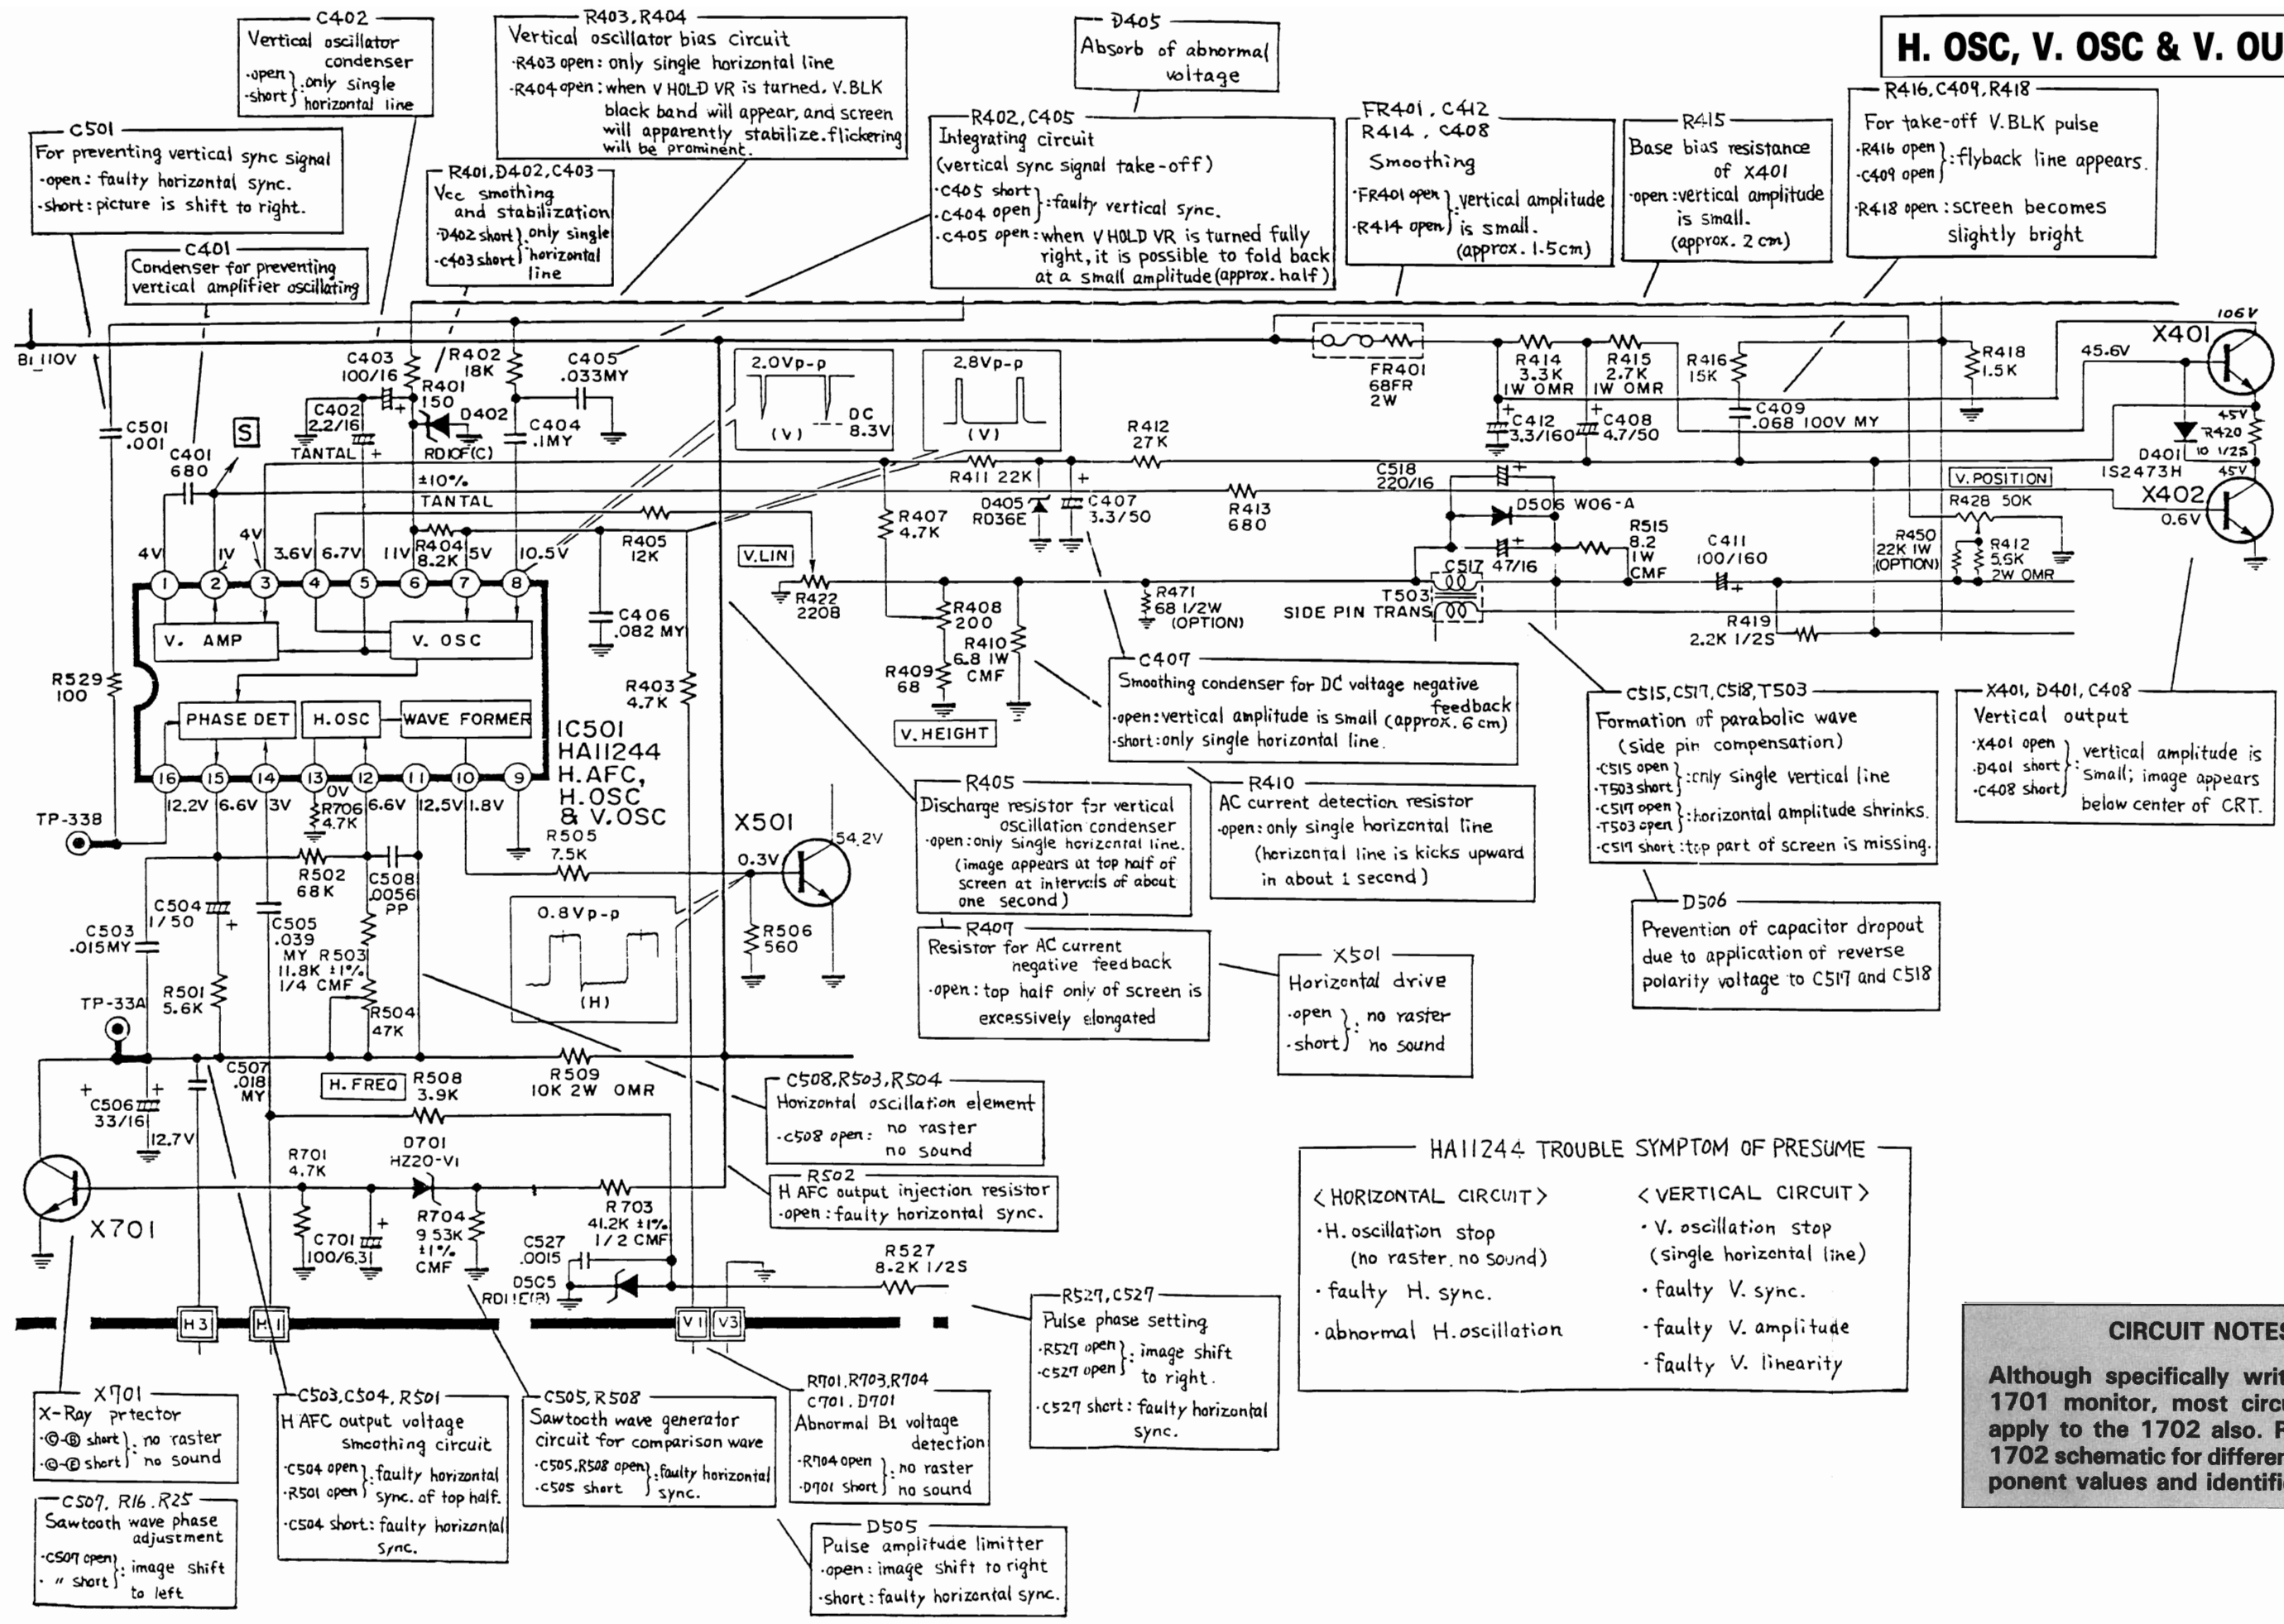 H. OSC, V. OSC & V. OU
C402
Vertical oscillator
condenser
·open
·short
:only single
horizontal line
R403, R404
Vertical oscillator bias circuit
·R403 open: only single horizontal line
·R404 open: when V HOLD VR is turned. V.BLK
black band will appear, and screen
will apparently stabilize. flickering
will be prominent.
D405
Absorb of abnormal
voltage
C501
For preventing vertical sync signal
·open: faulty horizontal sync.
·short: picture is shift to right.
C401
Condenser for preventing
vertical amplifier oscillating
R401, D402, C403
Vcc smothing
and stabilization
·D402 short
·C403 short
:only single
horizontal
line
R402, C405
Integrating circuit
(vertical sync signal take-off)
·C405 short
·C404 open
:faulty vertical sync.
·C405 open: when V HOLD VR is turned fully
right, it is possible to fold back
at a small amplitude (approx. half)
FR401, C412
R414, C408
Smoothing
·FR401 open
·R414 open
:vertical amplitude
is small.
(approx. 1.5cm)
R415
Base bias resistance
of X401
·open: vertical amplitude
is small.
(approx. 2 cm)
R416, C409, R418
For take-off V.BLK pulse
·R416 open
·C409 open
:flyback line appears.
·R418 open: screen becomes
slightly bright
B1 110V
C403
100/16
R402
18K
C405
.033MY
R401
150
C402
2.2/16
TANTAL +
D402
RD10F(C)
C404
.1MY
C501
.001
C401
680
S
±10%
TANTAL
2.0Vp-p
DC
8.3V
(V)
2.8Vp-p
(V)
FR401
68FR
2W
R414
3.3K
1W OMR
R415
2.7K
1W OMR
R416
15K
R418
1.5K
C412
3.3/160
C408
4.7/50
C409
.068 100V MY
106V
X401
45.6V
45V
R420
10 1/2S
D401
1S2473H
45V
X402
0.6V
R412
27K
R411 22K
D405
RD36E
C407
3.3/50
R413
680
R407
4.7K
C518
220/16
D506 W06-A
R515
8.2
1W
CMF
C517 47/16
T503
SIDE PIN TRANS
C411
100/160
V. POSITION
R428 50K
R450
22K 1W
(OPTION)
R412
5.5K
2W OMR
R419
2.2K 1/2S
R404
8.2K
R405
12K
V.LIN
R422
220B
C406
.082 MY
R408
200
R410
6.8 1W
CMF
R409
68
R471
68 1/2W
(OPTION)
V. HEIGHT
R403
4.7K
4V
1V
4V
3.6V
6.7V
11V
5V
10.5V
1
2
3
4
5
6
7
8
V. AMP
V. OSC
PHASE DET
H.OSC
WAVE FORMER
16
15
14
13
12
11
10
9
IC501
HA11244
H.AFC,
H.OSC
& V.OSC
12.2V
6.6V
3V
0V
6.6V
12.5V
1.8V
R529
100
TP-33B
R706
4.7K
R505
7.5K
X501
54.2V
0.3V
R502
68K
C508
.0056
PP
C504
1/50
C503
.015MY
C505
.039
MY
R503
11.8K ±1%
1/4 CMF
0.8Vp-p
(H)
R506
560
R501
5.6K
R504
47K
TP-33A
C507
.018
MY
H. FREQ
R508
3.9K
R509
10K 2W OMR
C506
33/16
12.7V
R701
4.7K
D701
HZ20-V1
X701
C701
100/6.3
R704
9.53K
±1%
CMF
R703
41.2K ±1%
1/2 CMF
C527
.0015
D505
RD11E(B)
R527
8.2K 1/2S
H3
H1
V1
V3
C407
Smoothing condenser for DC voltage negative
feedback
·open: vertical amplitude is small (approx. 6 cm)
·short: only single horizontal line.
R405
Discharge resistor for vertical
oscillation condenser
·open: only single horizontal line.
(image appears at top half of
screen at intervals of about
one second)
R410
AC current detection resistor
·open: only single horizontal line
(horizontal line is kicks upward
in about 1 second)
C515, C517, C518, T503
Formation of parabolic wave
(side pin compensation)
·C515 open
·T503 short
:only single vertical line
·C517 open
·T503 open
:horizontal amplitude shrinks.
·C517 short: top part of screen is missing.
X401, D401, C408
Vertical output
·X401 open
·D401 short
·C408 short
: vertical amplitude is
small; image appears
below center of CRT.
R407
Resistor for AC current
negative feedback
·open: top half only of screen is
excessively elongated
X501
Horizontal drive
·open
·short
: no raster
no sound
D506
Prevention of capacitor dropout
due to application of reverse
polarity voltage to C517 and C518
C508, R503, R504
Horizontal oscillation element
·C508 open: no raster
no sound
R502
H AFC output injection resistor
·open: faulty horizontal sync.
HA11244 TROUBLE SYMPTOM OF PRESUME
<HORIZONTAL CIRCUIT>
·H. oscillation stop
(no raster, no sound)
·faulty H. sync.
·abnormal H. oscillation
<VERTICAL CIRCUIT>
·V. oscillation stop
(single horizontal line)
·faulty V. sync.
·faulty V. amplitude
·faulty V. linearity
R527, C527
Pulse phase setting
·R527 open
·C527 open
: image shift
to right.
·C527 short: faulty horizontal
sync.
X701
X-Ray prtector
·Ⓒ-Ⓑ short
·Ⓒ-Ⓔ short
: no raster
no sound
C503, C504, R501
H AFC output voltage
smoothing circuit
·C504 open
·R501 open
:faulty horizontal
sync. of top half.
·C504 short: faulty horizontal
sync.
C505, R508
Sawtooth wave generator
circuit for comparison wave
·C505, R508 open
·C505 short
:faulty horizontal
sync.
R701, R703, R704
C701, D701
Abnormal B1 voltage
detection
·R704 open
·D701 short
:no raster
no sound
C507, R16, R25
Sawtooth wave phase
adjustment
·C507 open
· " short
: image shift
to left
D505
Pulse amplitude limitter
·open: image shift to right
·short: faulty horizontal sync.
CIRCUIT NOTES
Although specifically writ
1701 monitor, most circu
apply to the 1702 also.
1702 schematic for differen
ponent values and identifi